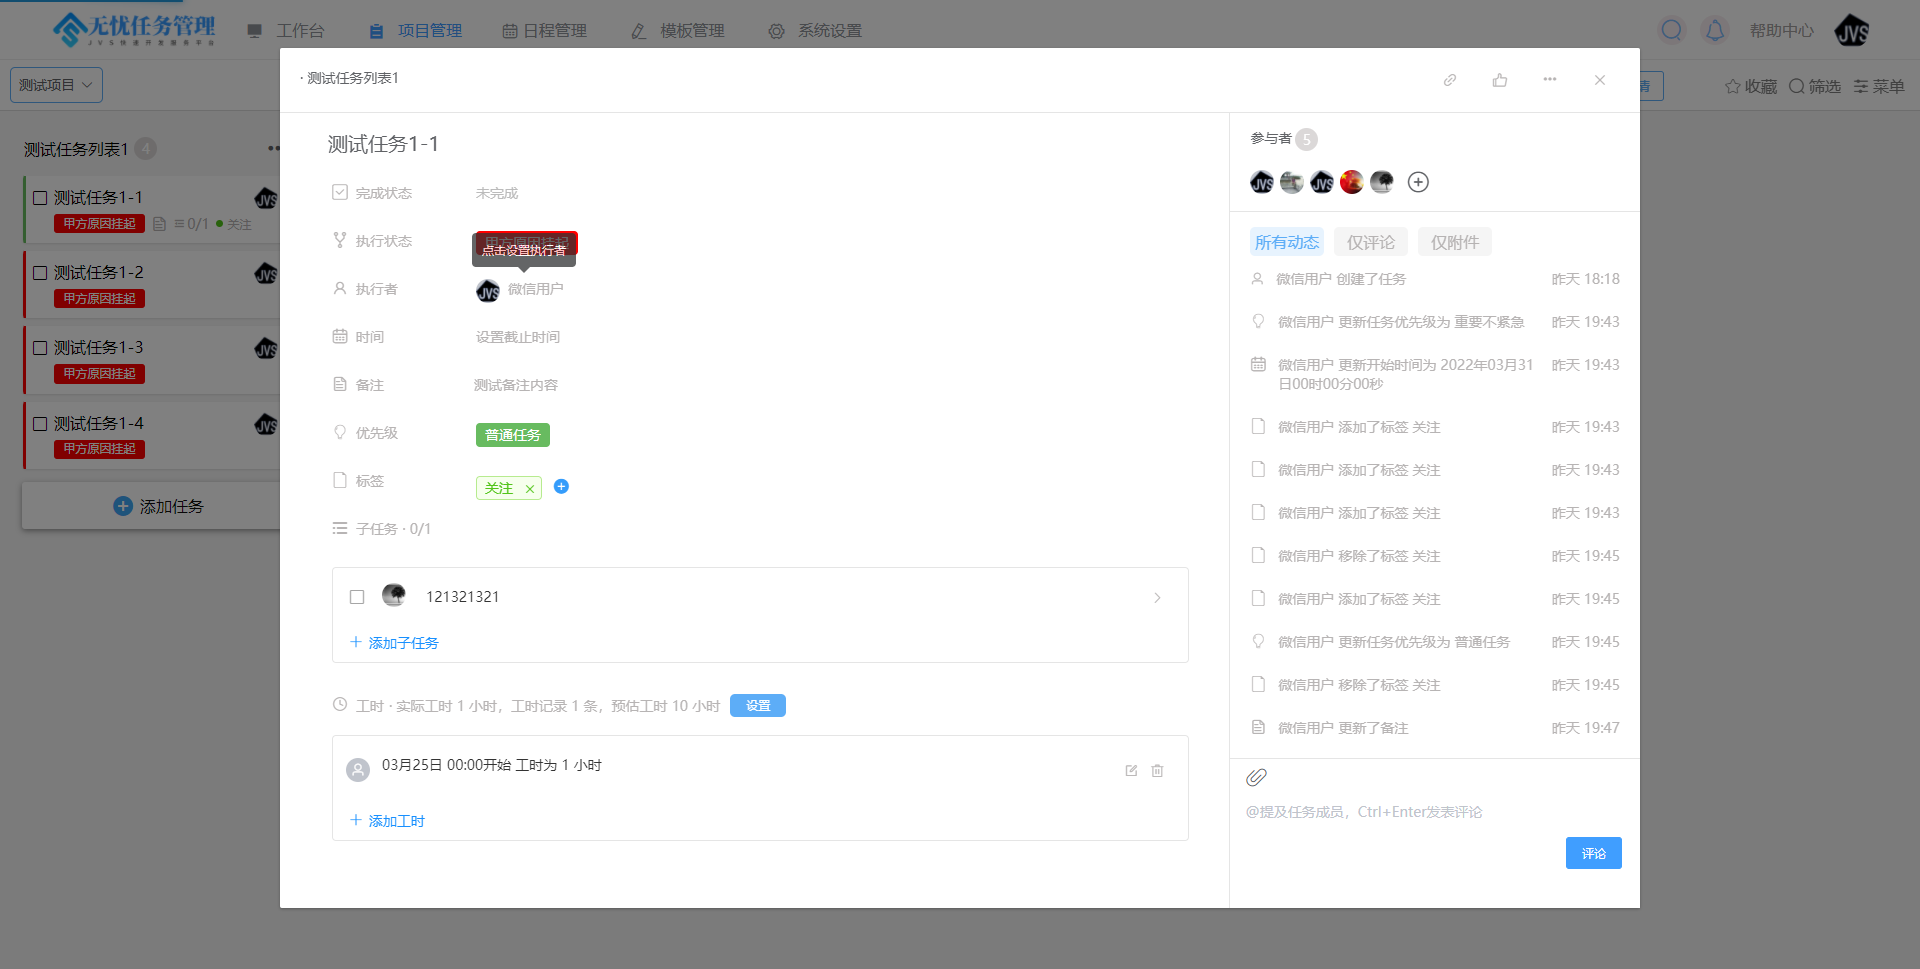 无忧任务管理
JVS快速开发服务平台
工作台
项目管理
日程管理
模板管理
系统设置
帮助中心
JVS
测试项目
情
收藏
筛选
菜单
测试任务列表1 4
测试任务1-1
JVS
甲方原因挂起
0/1
关注
测试任务1-2
JVS
甲方原因挂起
测试任务1-3
JVS
甲方原因挂起
测试任务1-4
JVS
甲方原因挂起
添加任务
· 测试任务列表1
测试任务1-1
完成状态 未完成
执行状态 甲方原因挂起
点击设置执行者
执行者 JVS 微信用户
时间 设置截止时间
备注 测试备注内容
优先级 普通任务
标签 关注
子任务 · 0/1
121321321
添加子任务
工时 · 实际工时 1 小时，工时记录 1 条，预估工时 10 小时 设置
03月25日 00:00开始 工时为 1 小时
添加工时
参与者 5
JVS JVS
所有动态 仅评论 仅附件
微信用户 创建了任务 昨天 18:18
微信用户 更新任务优先级为 重要不紧急 昨天 19:43
微信用户 更新开始时间为 2022年03月31 昨天 19:43
日00时00分00秒
微信用户 添加了标签 关注 昨天 19:43
微信用户 添加了标签 关注 昨天 19:43
微信用户 添加了标签 关注 昨天 19:43
微信用户 移除了标签 关注 昨天 19:45
微信用户 添加了标签 关注 昨天 19:45
微信用户 更新任务优先级为 普通任务 昨天 19:45
微信用户 移除了标签 关注 昨天 19:45
微信用户 更新了备注 昨天 19:47
@提及任务成员，Ctrl+Enter发表评论
评论